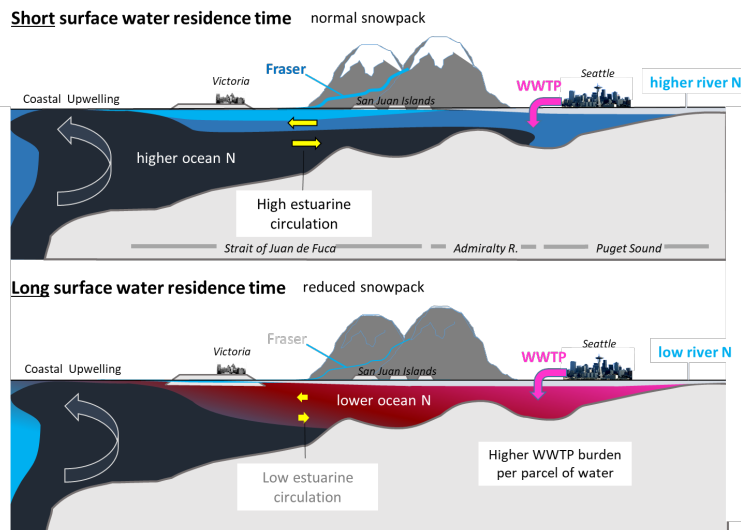 Short surface water residence time normal snowpack
Fraser
Victoria
Seattle
WWTP
higher river N
Coastal Upwelling
San Juan Islands
higher ocean N
High estuarine
circulation
Strait of Juan de Fuca
Admiralty R.
Puget Sound
Long surface water residence time reduced snowpack
Fraser
Victoria
Seattle
WWTP
low river N
Coastal Upwelling
San Juan Islands
lower ocean N
Low estuarine
circulation
Higher WWTP burden
per parcel of water